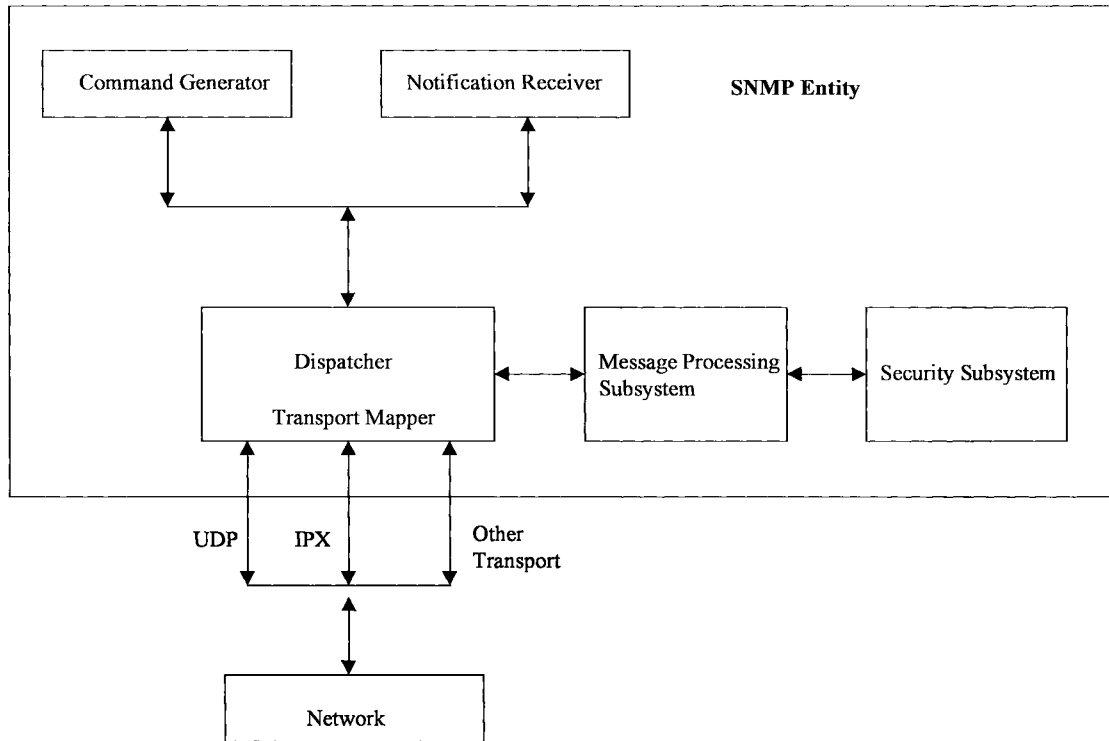 Command Generator
Notification Receiver
SNMP Entity
Dispatcher
Transport Mapper
Message Processing
Subsystem
Security Subsystem
UDP
IPX
Other
Transport
Network